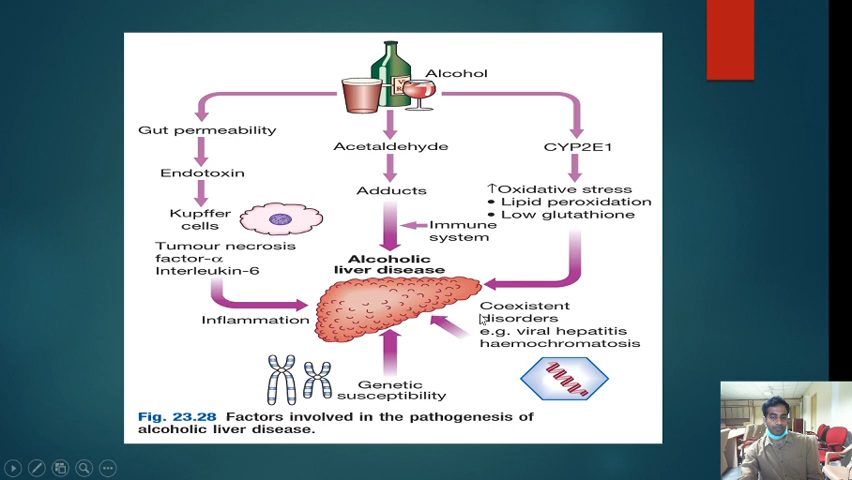 Alcohol
Gut permeability
Endotoxin
Kupffer
cells
Tumour necrosis
factor-α
Interleukin-6
Inflammation
Acetaldehyde
Adducts
Immune
system
Alcoholic
liver disease
CYP2E1
↑Oxidative stress
• Lipid peroxidation
• Low glutathione
Coexistent
disorders
e.g. viral hepatitis
haemochromatosis
Genetic
susceptibility
Fig. 23.28 Factors involved in the pathogenesis of
alcoholic liver disease.